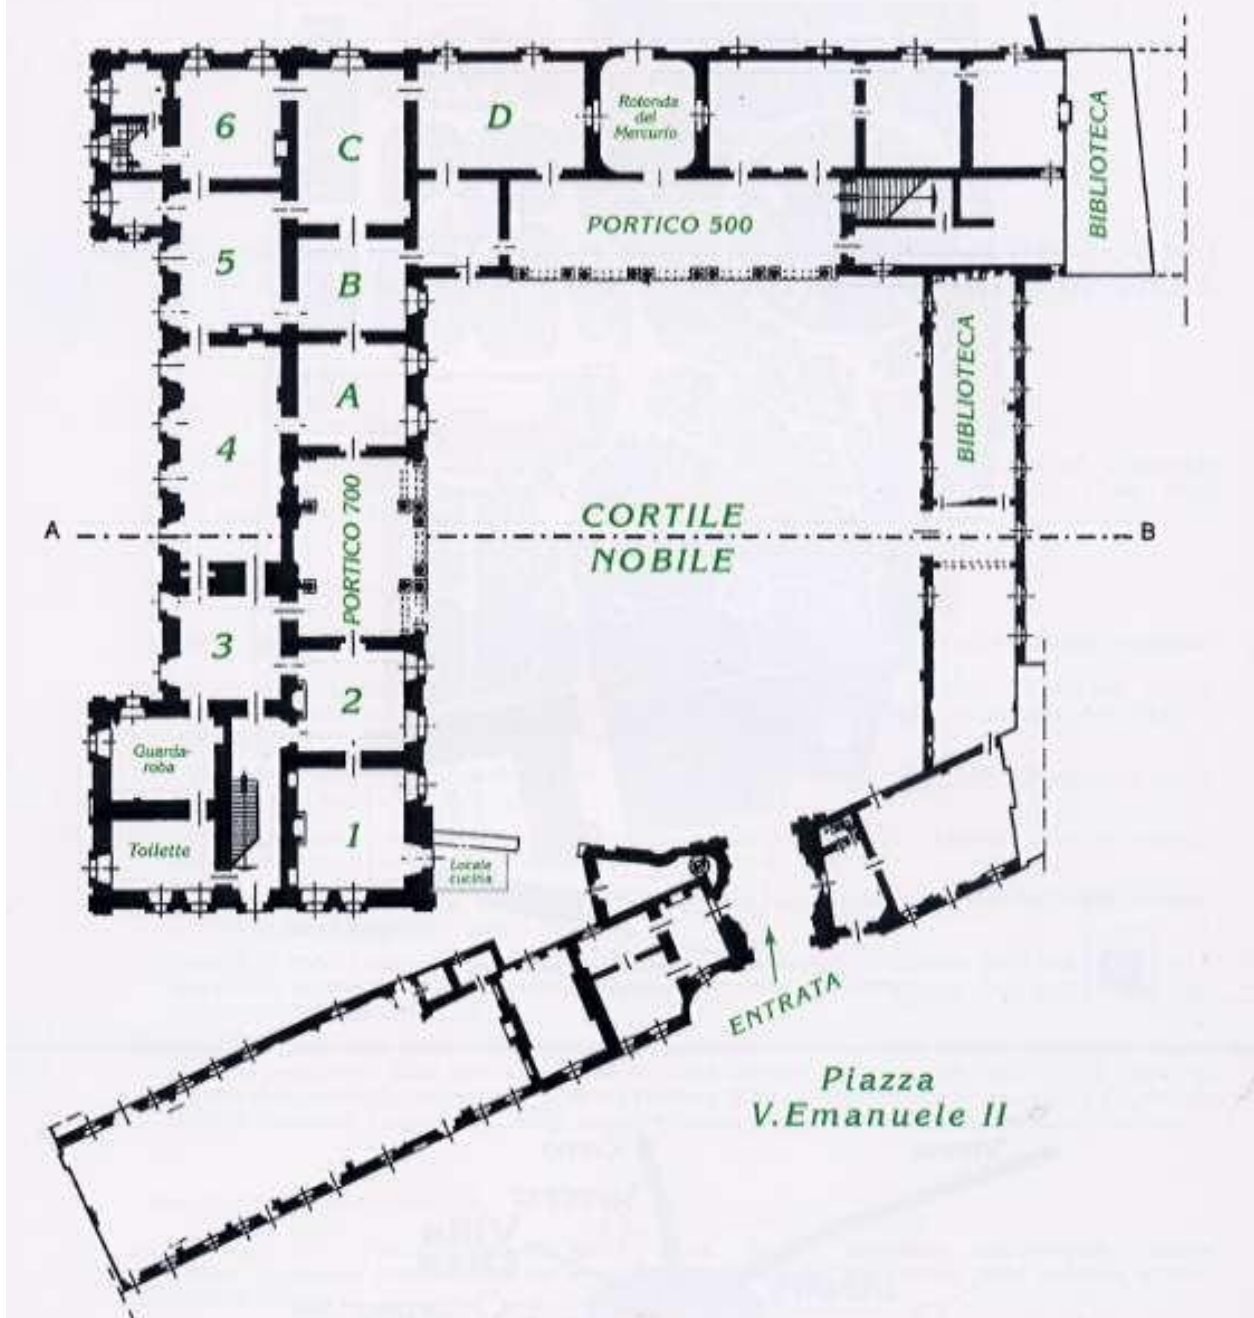 6
C
D
Rotonda
del
Mercurio
BIBLIOTECA
PORTICO 500
5
B
BIBLIOTECA
A
4
PORTICO 700
CORTILE
NOBILE
A
B
3
2
Guarda-
roba
1
Toilette
Locale
cucina
ENTRATA
Piazza
V.Emanuele II